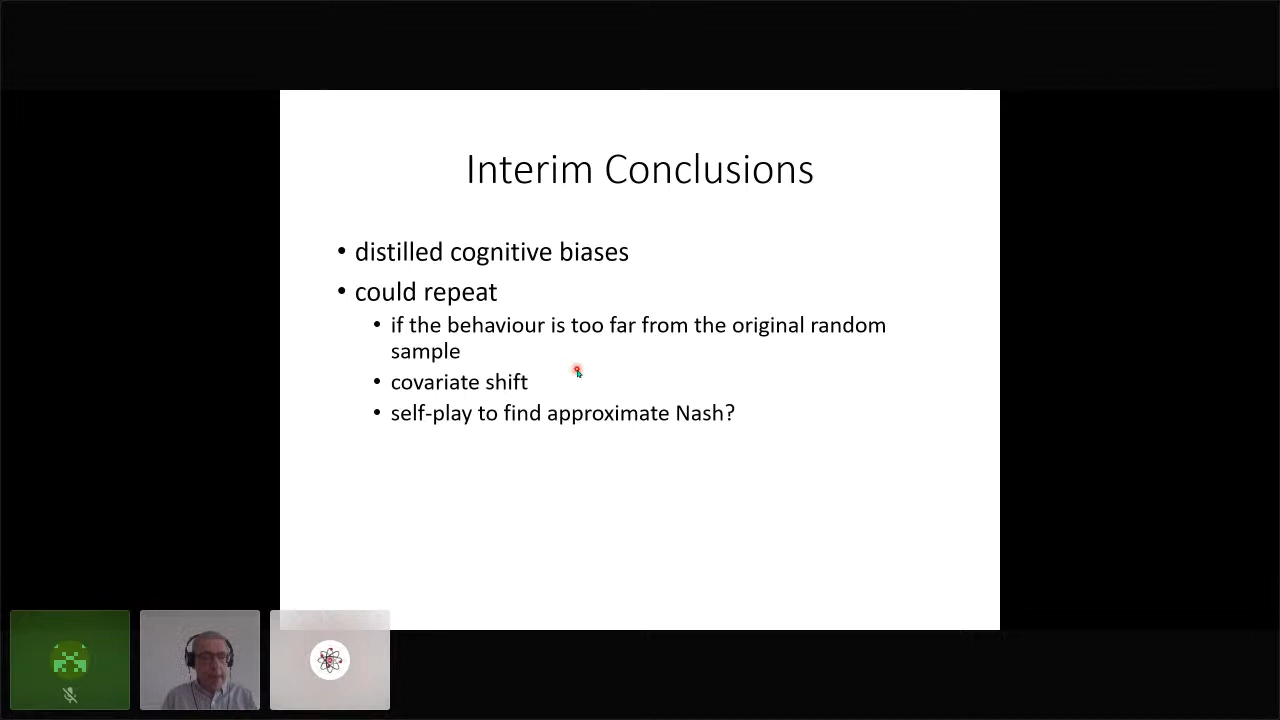 Interim Conclusions
• distilled cognitive biases
• could repeat
• if the behaviour is too far from the original random
sample
• covariate shift
• self-play to find approximate Nash?